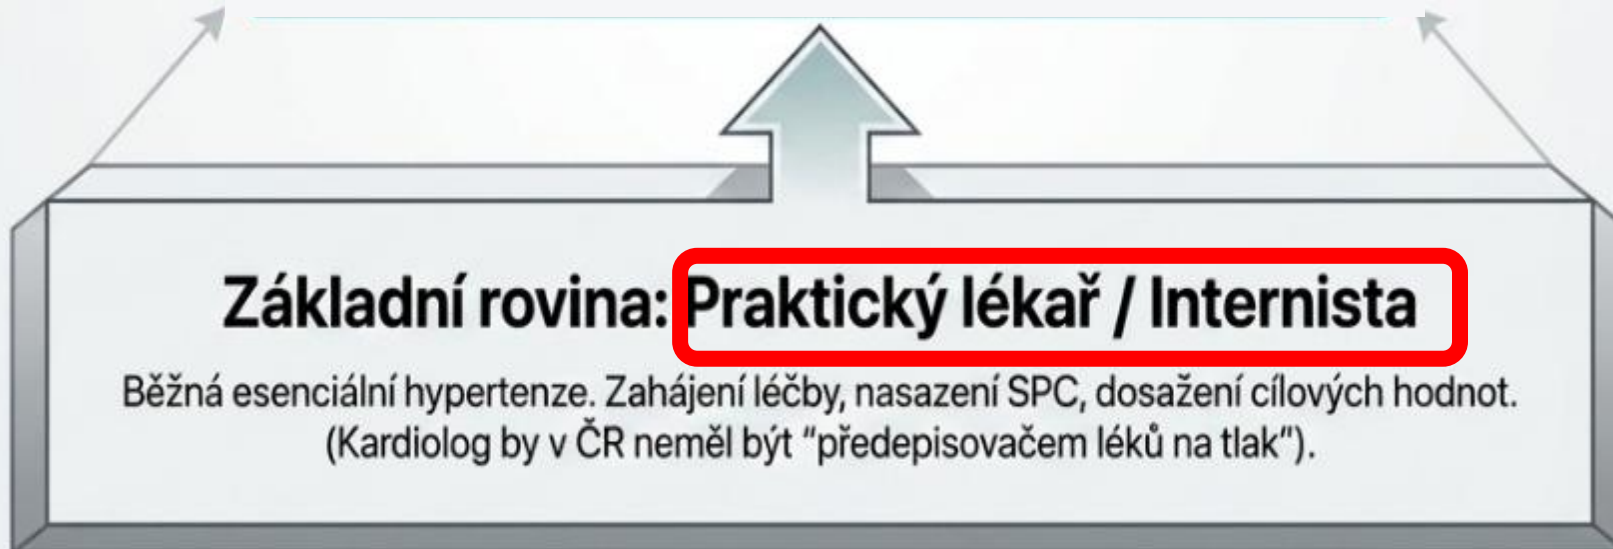 Základní rovina: Praktický lékař / Internista
Běžná esenciální hypertenze. Zahájení léčby, nasazení SPC, dosažení cílových hodnot.
(Kardiolog by v ČR neměl být “předepisovačem léků na tlak“).